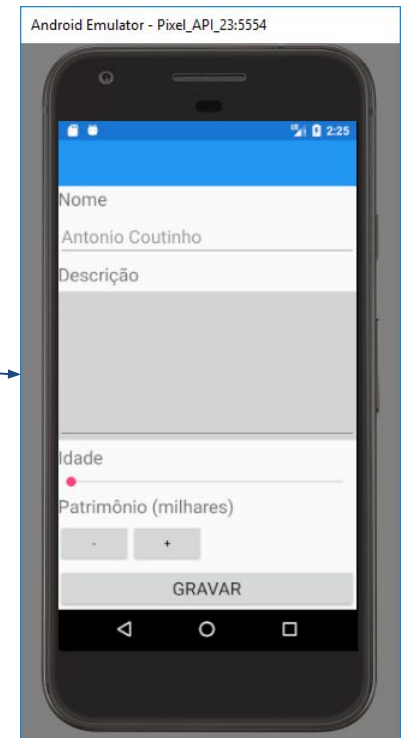 Android Emulator - Pixel_API_23:5554
2:25
Nome
Antonio Coutinho
Descrição
Idade
Patrimônio (milhares)
- +
GRAVAR